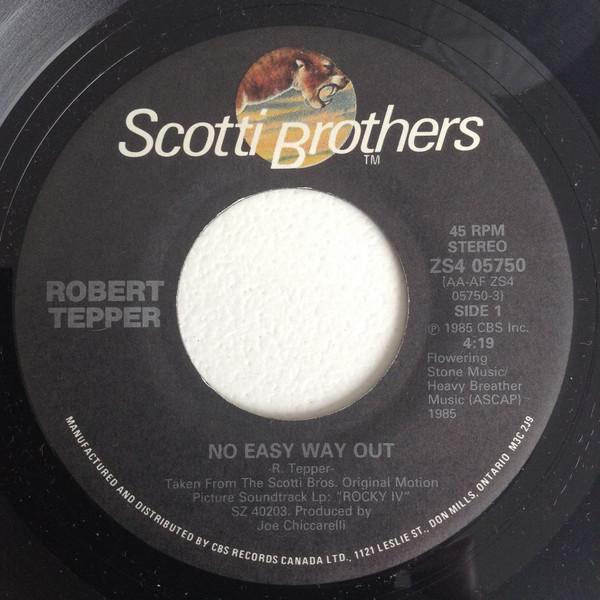 Scotti Brothers
TM
ROBERT
TEPPER
45 RPM
STEREO
ZS4 05750
(AA-AF ZS4
05750-3)
SIDE 1
℗ 1985 CBS Inc.
4:19
Flowering
Stone Music/
Heavy Breather
Music (ASCAP)
1985
NO EASY WAY OUT
-R. Tepper-
Taken From The Scotti Bros. Original Motion
Picture Soundtrack Lp: "ROCKY IV"
SZ 40203. Produced by
Joe Chiccarelli
MANUFACTURED AND DISTRIBUTED BY CBS RECORDS CANADA LTD., 1121 LESLIE ST., DON MILLS, ONTARIO M3C 2J9